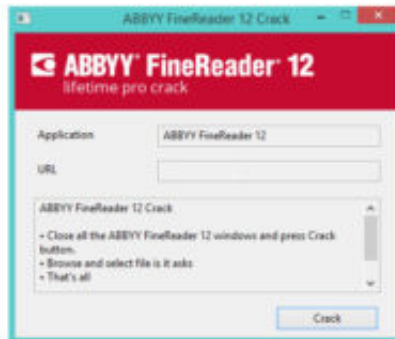 ABBYY FineReader 12 Crack
ABBYY® FineReader® 12
lifetime pro crack
Application
ABBYY FineReader 12
URL
ABBYY FineReader 12 Crack
• Close all the ABBYY FineReader 12 windows and press Crack
button.
• Browse and select file is it asks
• That's all
Crack